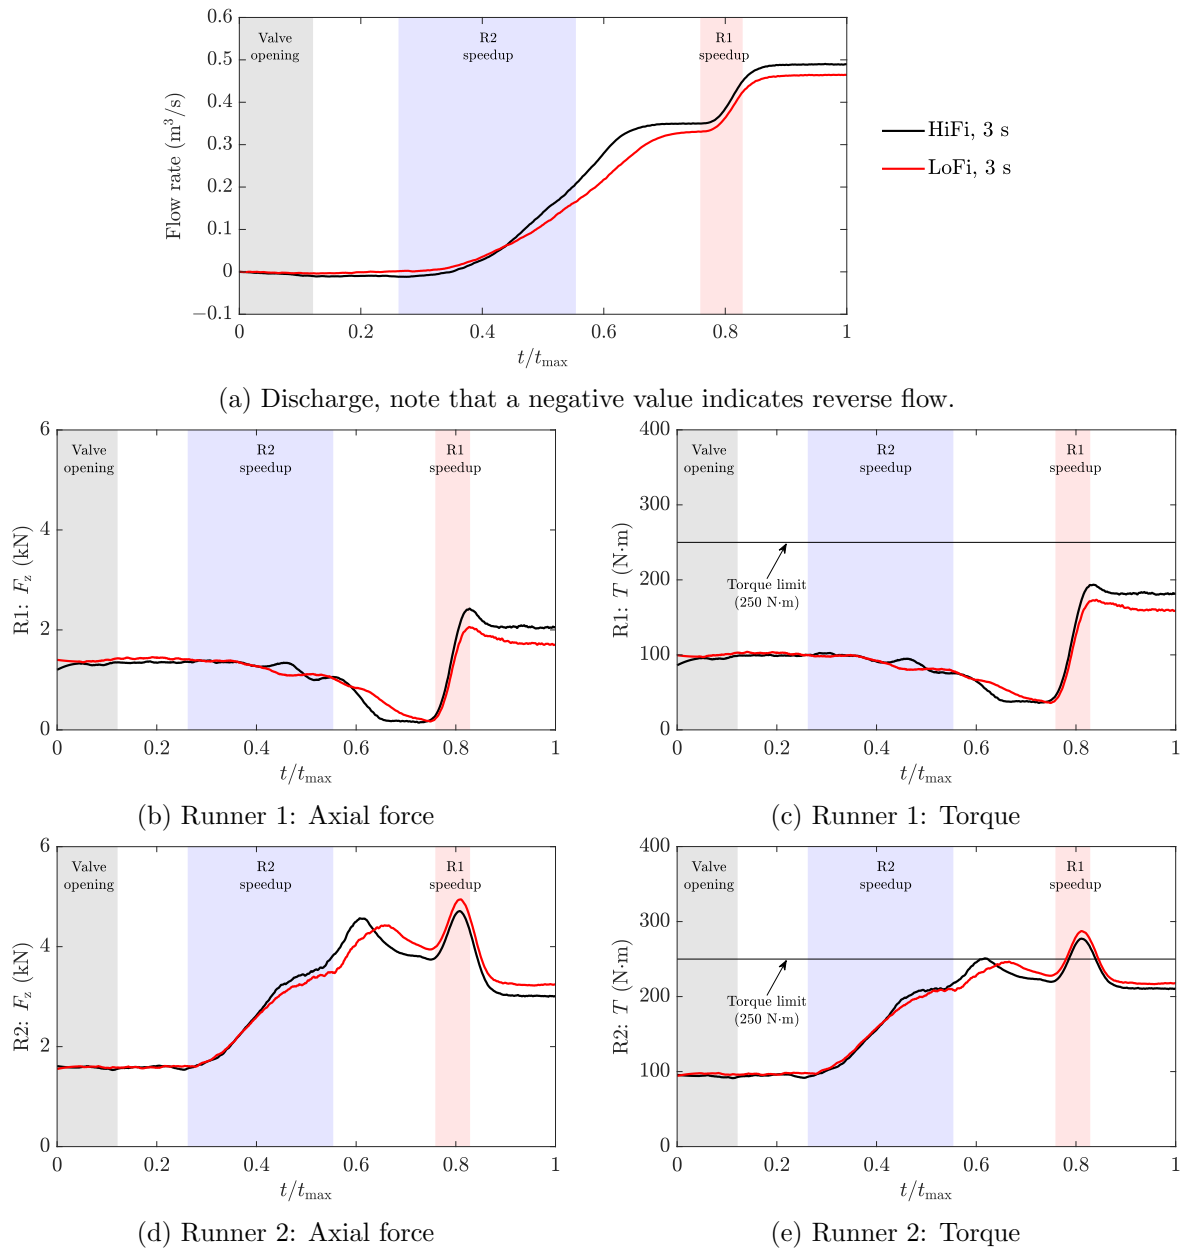 0.6
0.5
0.4
0.3
0.2
0.1
0
−0.1
Flow rate (m³/s)
Valve
opening
R2
speedup
R1
speedup
0 0.2 0.4 0.6 0.8 1
t/tmax
HiFi, 3 s
LoFi, 3 s
(a) Discharge, note that a negative value indicates reverse flow.
6
4
2
0
R1: Fz (kN)
Valve
opening
R2
speedup
R1
speedup
0 0.2 0.4 0.6 0.8 1
t/tmax
(b) Runner 1: Axial force
400
300
200
100
0
R1: T (N·m)
Valve
opening
R2
speedup
R1
speedup
Torque limit
(250 N·m)
0 0.2 0.4 0.6 0.8 1
t/tmax
(c) Runner 1: Torque
6
4
2
0
R2: Fz (kN)
Valve
opening
R2
speedup
R1
speedup
0 0.2 0.4 0.6 0.8 1
t/tmax
(d) Runner 2: Axial force
400
300
200
100
0
R2: T (N·m)
Valve
opening
R2
speedup
R1
speedup
Torque limit
(250 N·m)
0 0.2 0.4 0.6 0.8 1
t/tmax
(e) Runner 2: Torque